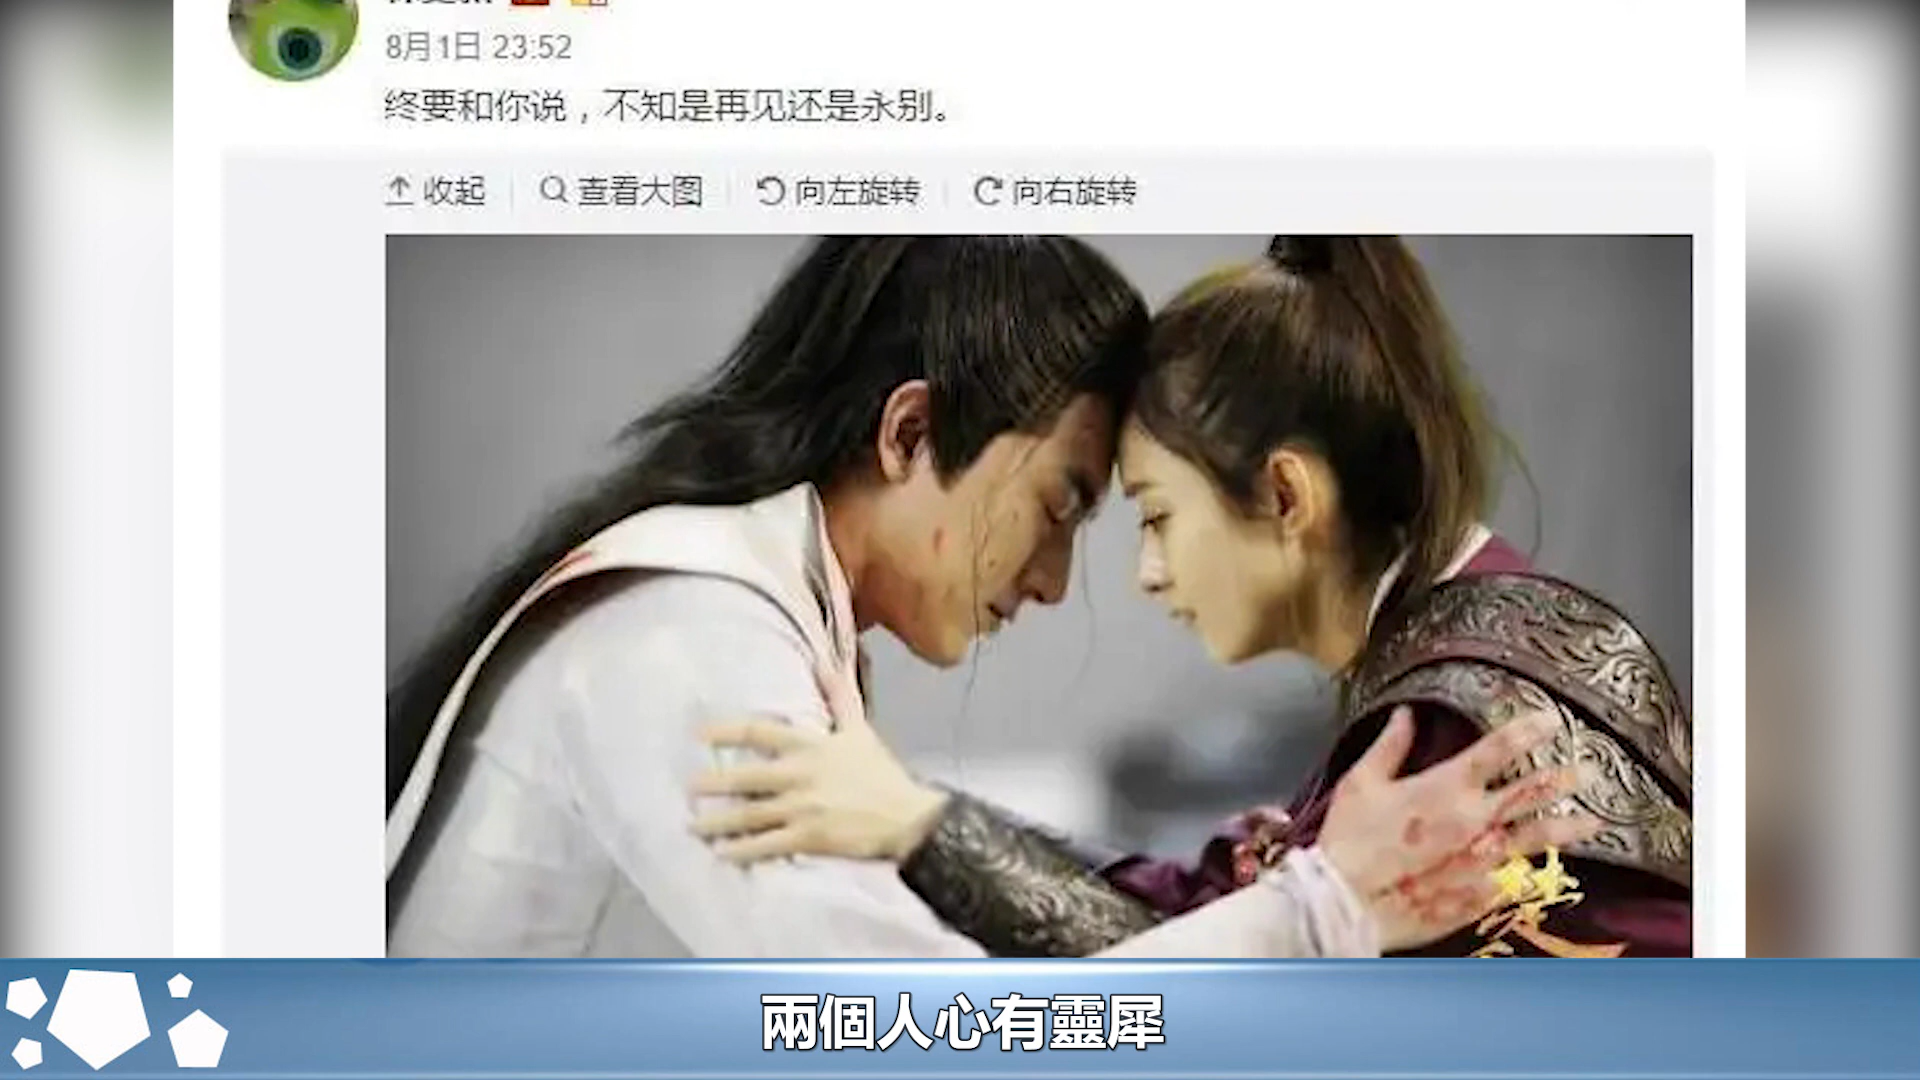 8月1日 23:52
终要和你说，不知是再见还是永别。
收起 查看大图 向左旋转 向右旋转
楚
兩個人心有靈犀